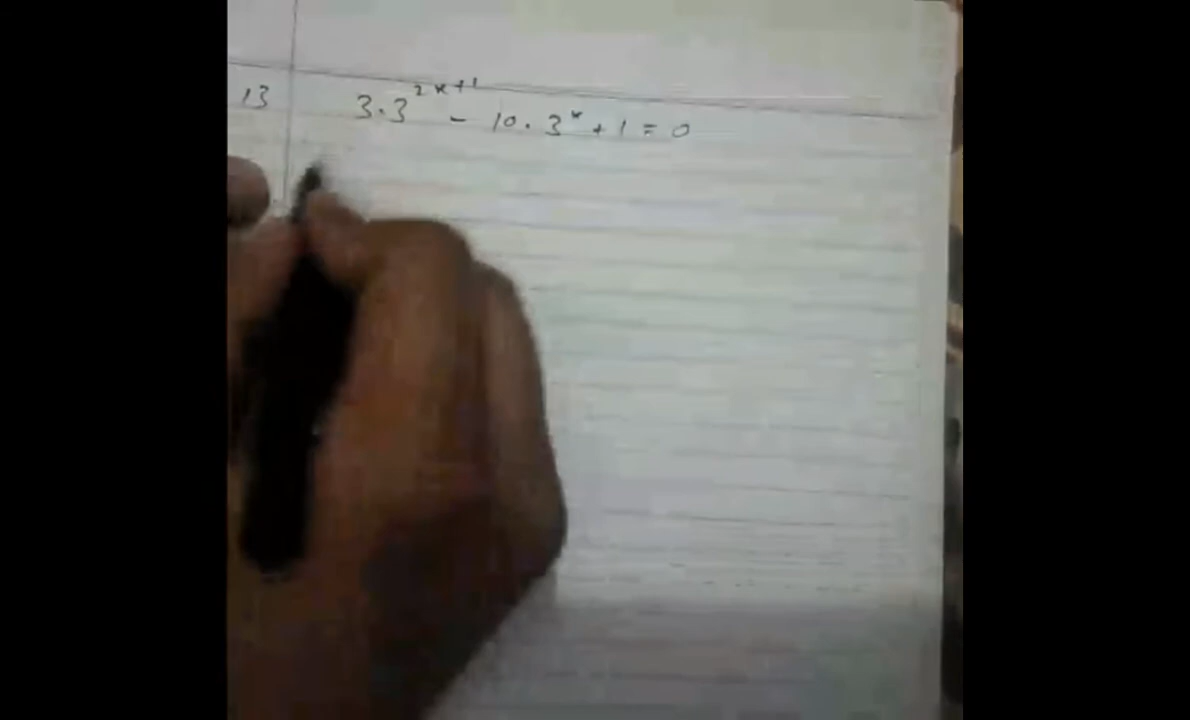 13 3.3^{2x+1} - 10.3^x + 1 = 0